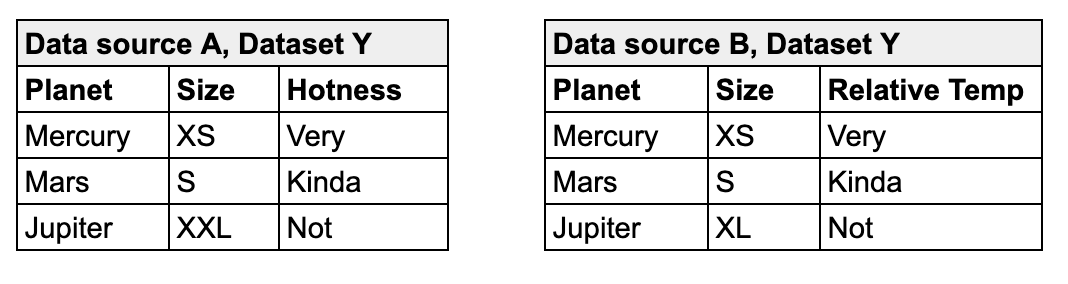 Data source A, Dataset Y
Planet Size Hotness
Mercury XS Very
Mars S Kinda
Jupiter XXL Not
Data source B, Dataset Y
Planet Size Relative Temp
Mercury XS Very
Mars S Kinda
Jupiter XL Not